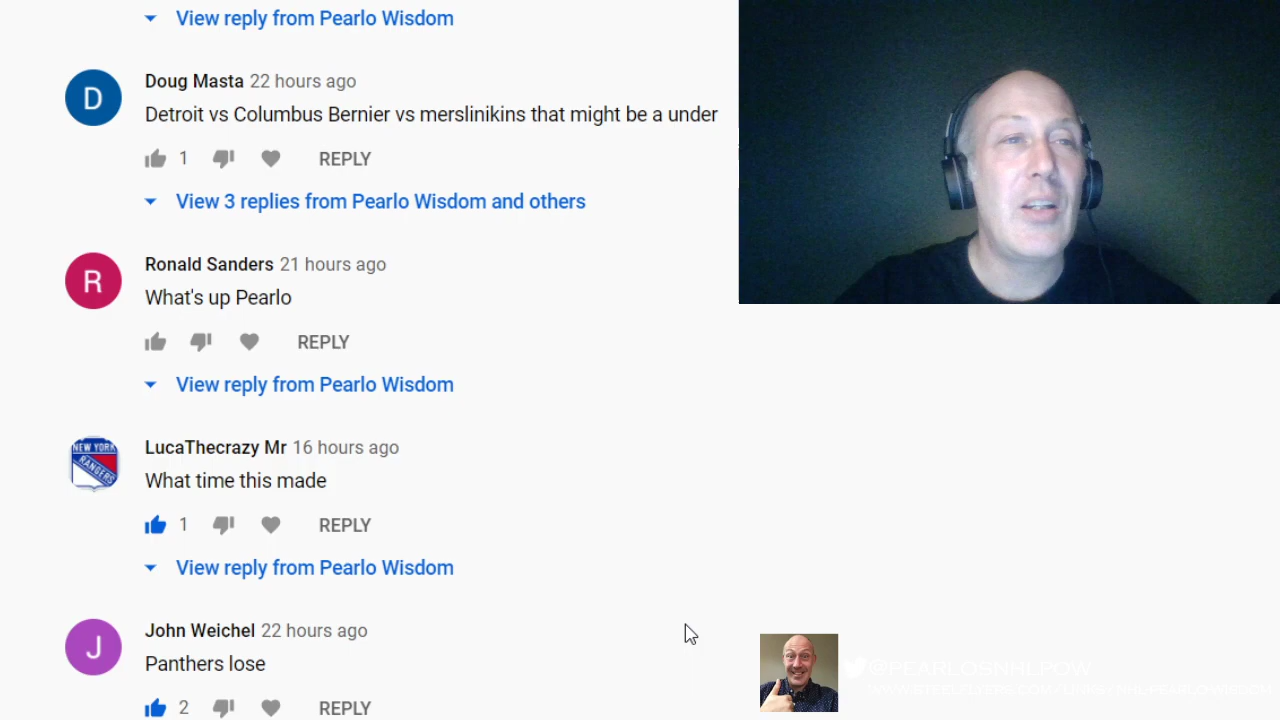 View reply from Pearlo Wisdom
D
Doug Masta 22 hours ago
Detroit vs Columbus Bernier vs merslinikins that might be a under
1 REPLY
View 3 replies from Pearlo Wisdom and others
R
Ronald Sanders 21 hours ago
What's up Pearlo
REPLY
View reply from Pearlo Wisdom
NEW YORK
RANGERS
LucaThecrazy Mr 16 hours ago
What time this made
1 REPLY
View reply from Pearlo Wisdom
J
John Weichel 22 hours ago
Panthers lose
2 REPLY
@PEARLOSNHLPOW